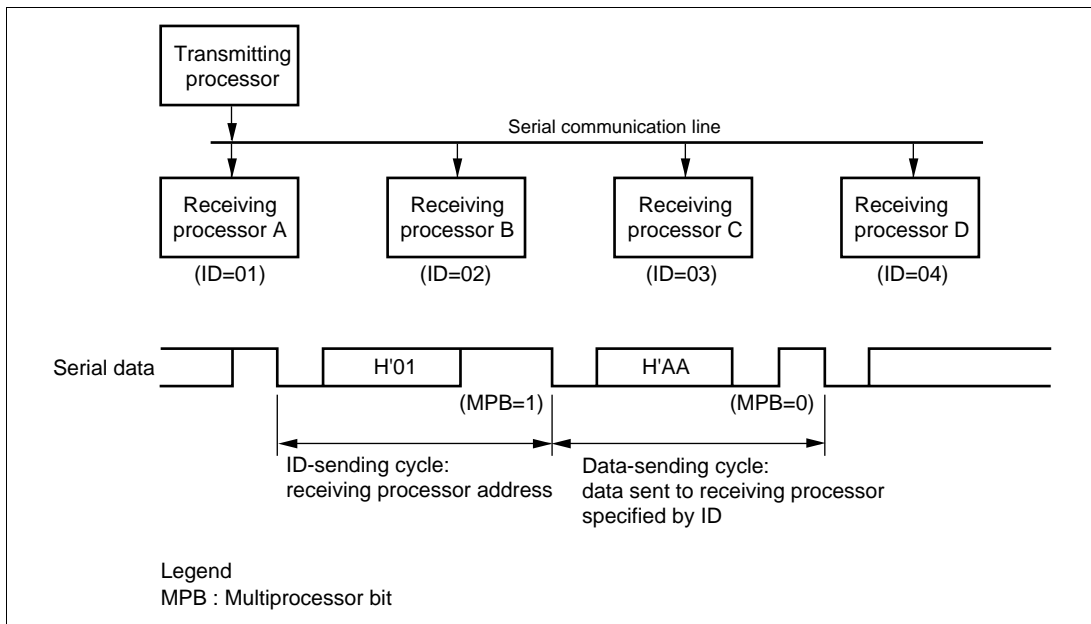 Transmitting
processor
Serial communication line
Receiving
processor A
Receiving
processor B
Receiving
processor C
Receiving
processor D
(ID=01)
(ID=02)
(ID=03)
(ID=04)
Serial data
H'01
H'AA
(MPB=1)
(MPB=0)
ID-sending cycle:
receiving processor address
Data-sending cycle:
data sent to receiving processor
specified by ID
Legend
MPB : Multiprocessor bit